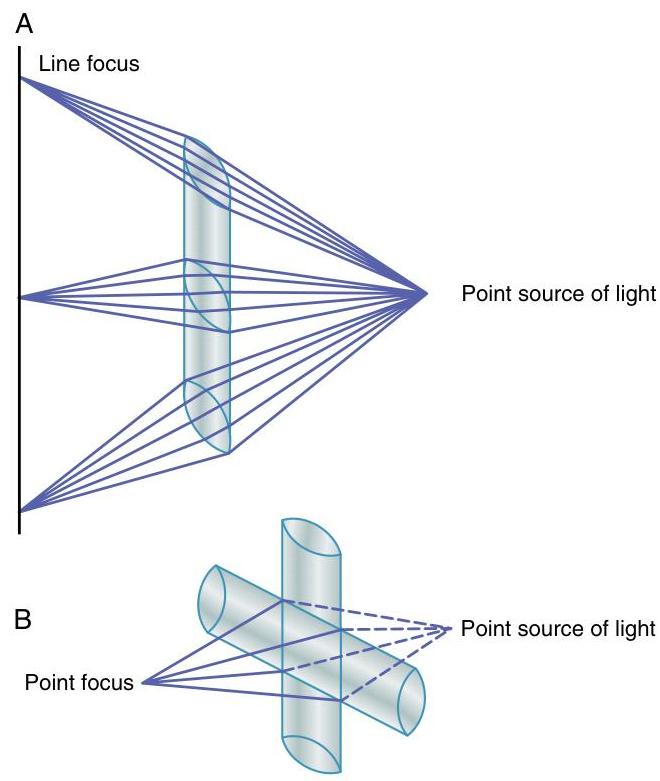 A
Line focus
Point source of light
B
Point source of light
Point focus